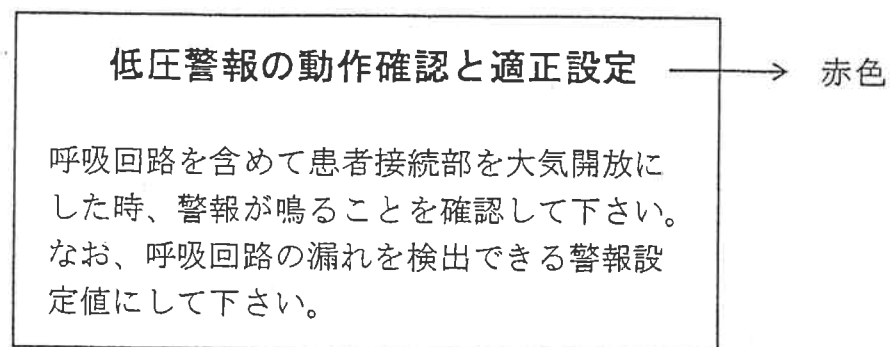 低圧警報の動作確認と適正設定 → 赤色
呼吸回路を含めて患者接続部を大気開放に
した時、警報が鳴ることを確認して下さい。
なお、呼吸回路の漏れを検出できる警報設
定値にして下さい。